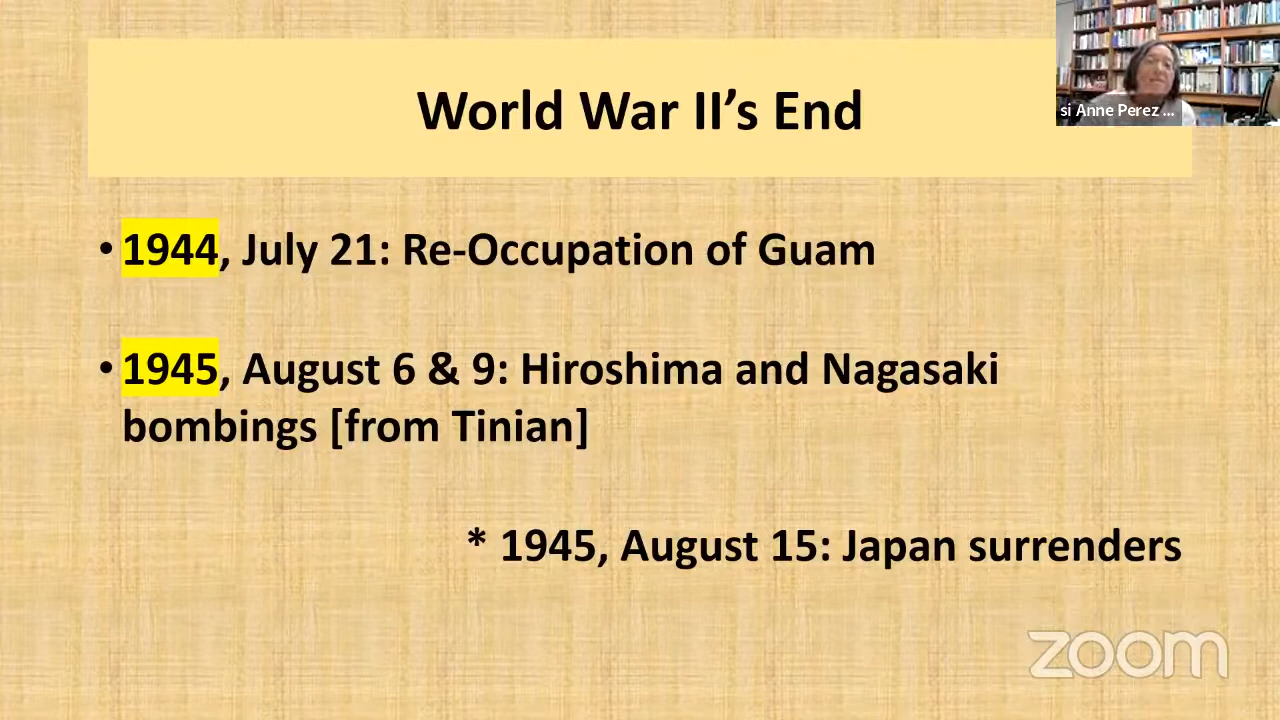 World War II’s End
si Anne Perez ...
• 1944, July 21: Re-Occupation of Guam
• 1945, August 6 & 9: Hiroshima and Nagasaki
bombings [from Tinian]
* 1945, August 15: Japan surrenders
zoom